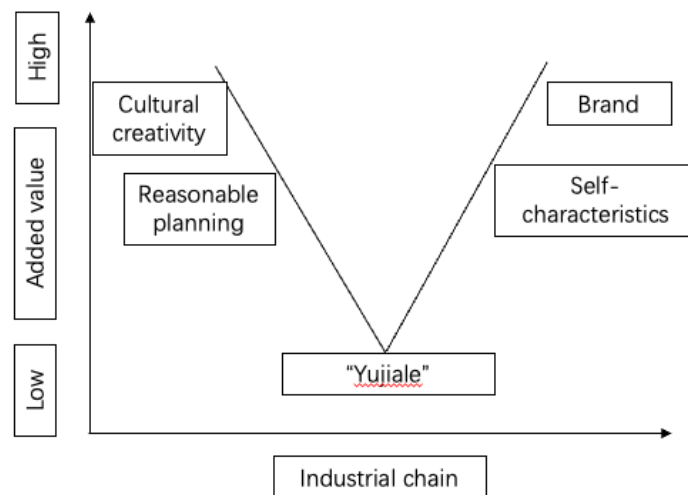 High
Cultural
creativity
Brand
Added value
Reasonable
planning
Self-
characteristics
Low
“Yujiale”
Industrial chain